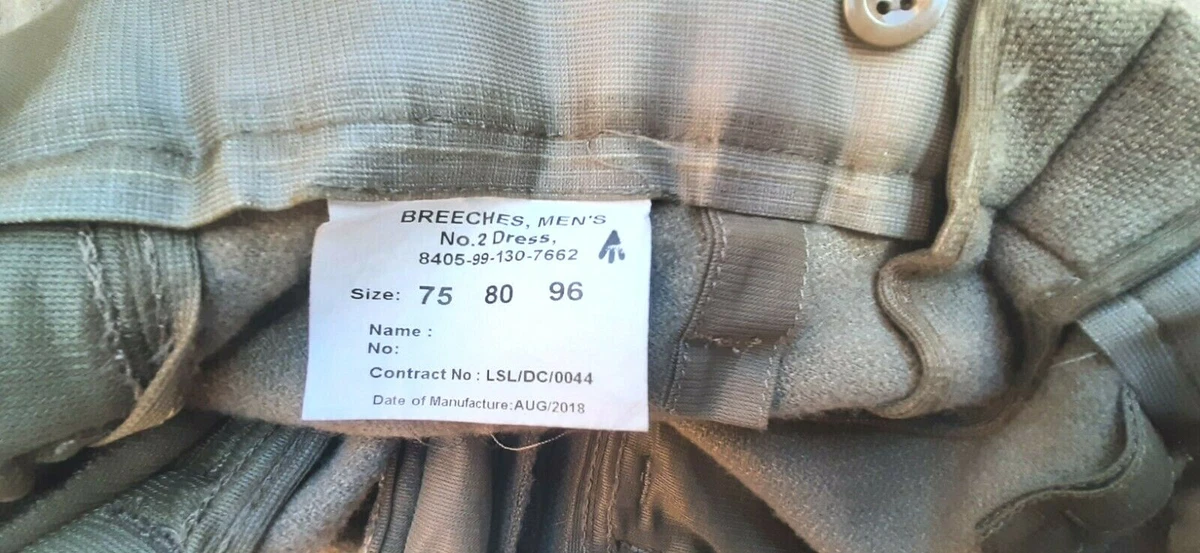 BREECHES, MEN'S
No.2 Dress,
8405-99-130-7662
Size: 75 80 96
Name :
No:
Contract No : LSL/DC/0044
Date of Manufacture:AUG/2018